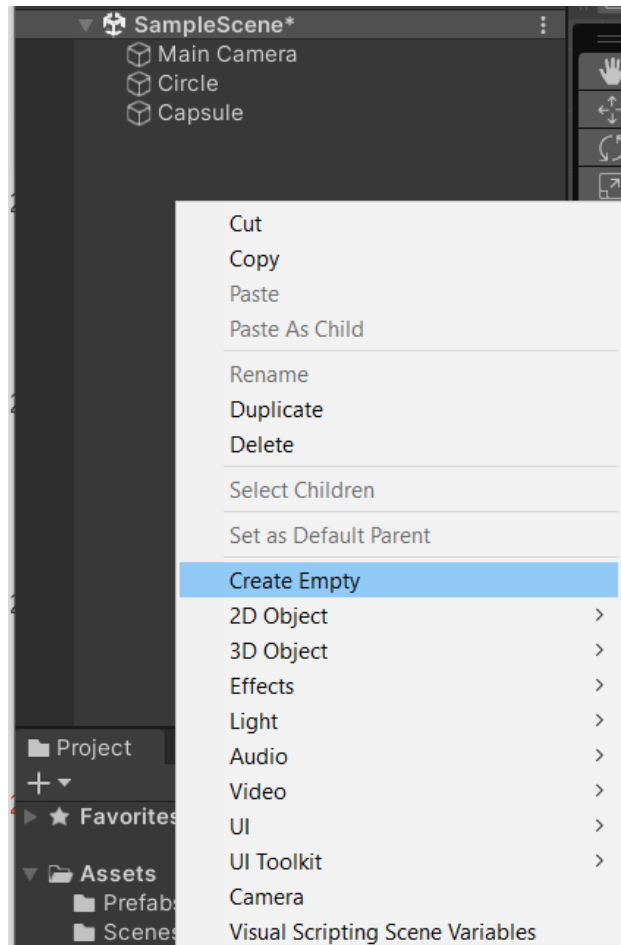 SampleScene*
Main Camera
Circle
Capsule
Cut
Copy
Paste
Paste As Child
Rename
Duplicate
Delete
Select Children
Set as Default Parent
Create Empty
2D Object
3D Object
Effects
Light
Audio
Video
UI
UI Toolkit
Camera
Visual Scripting Scene Variables
Project
Favorites
Assets
Prefabs
Scenes